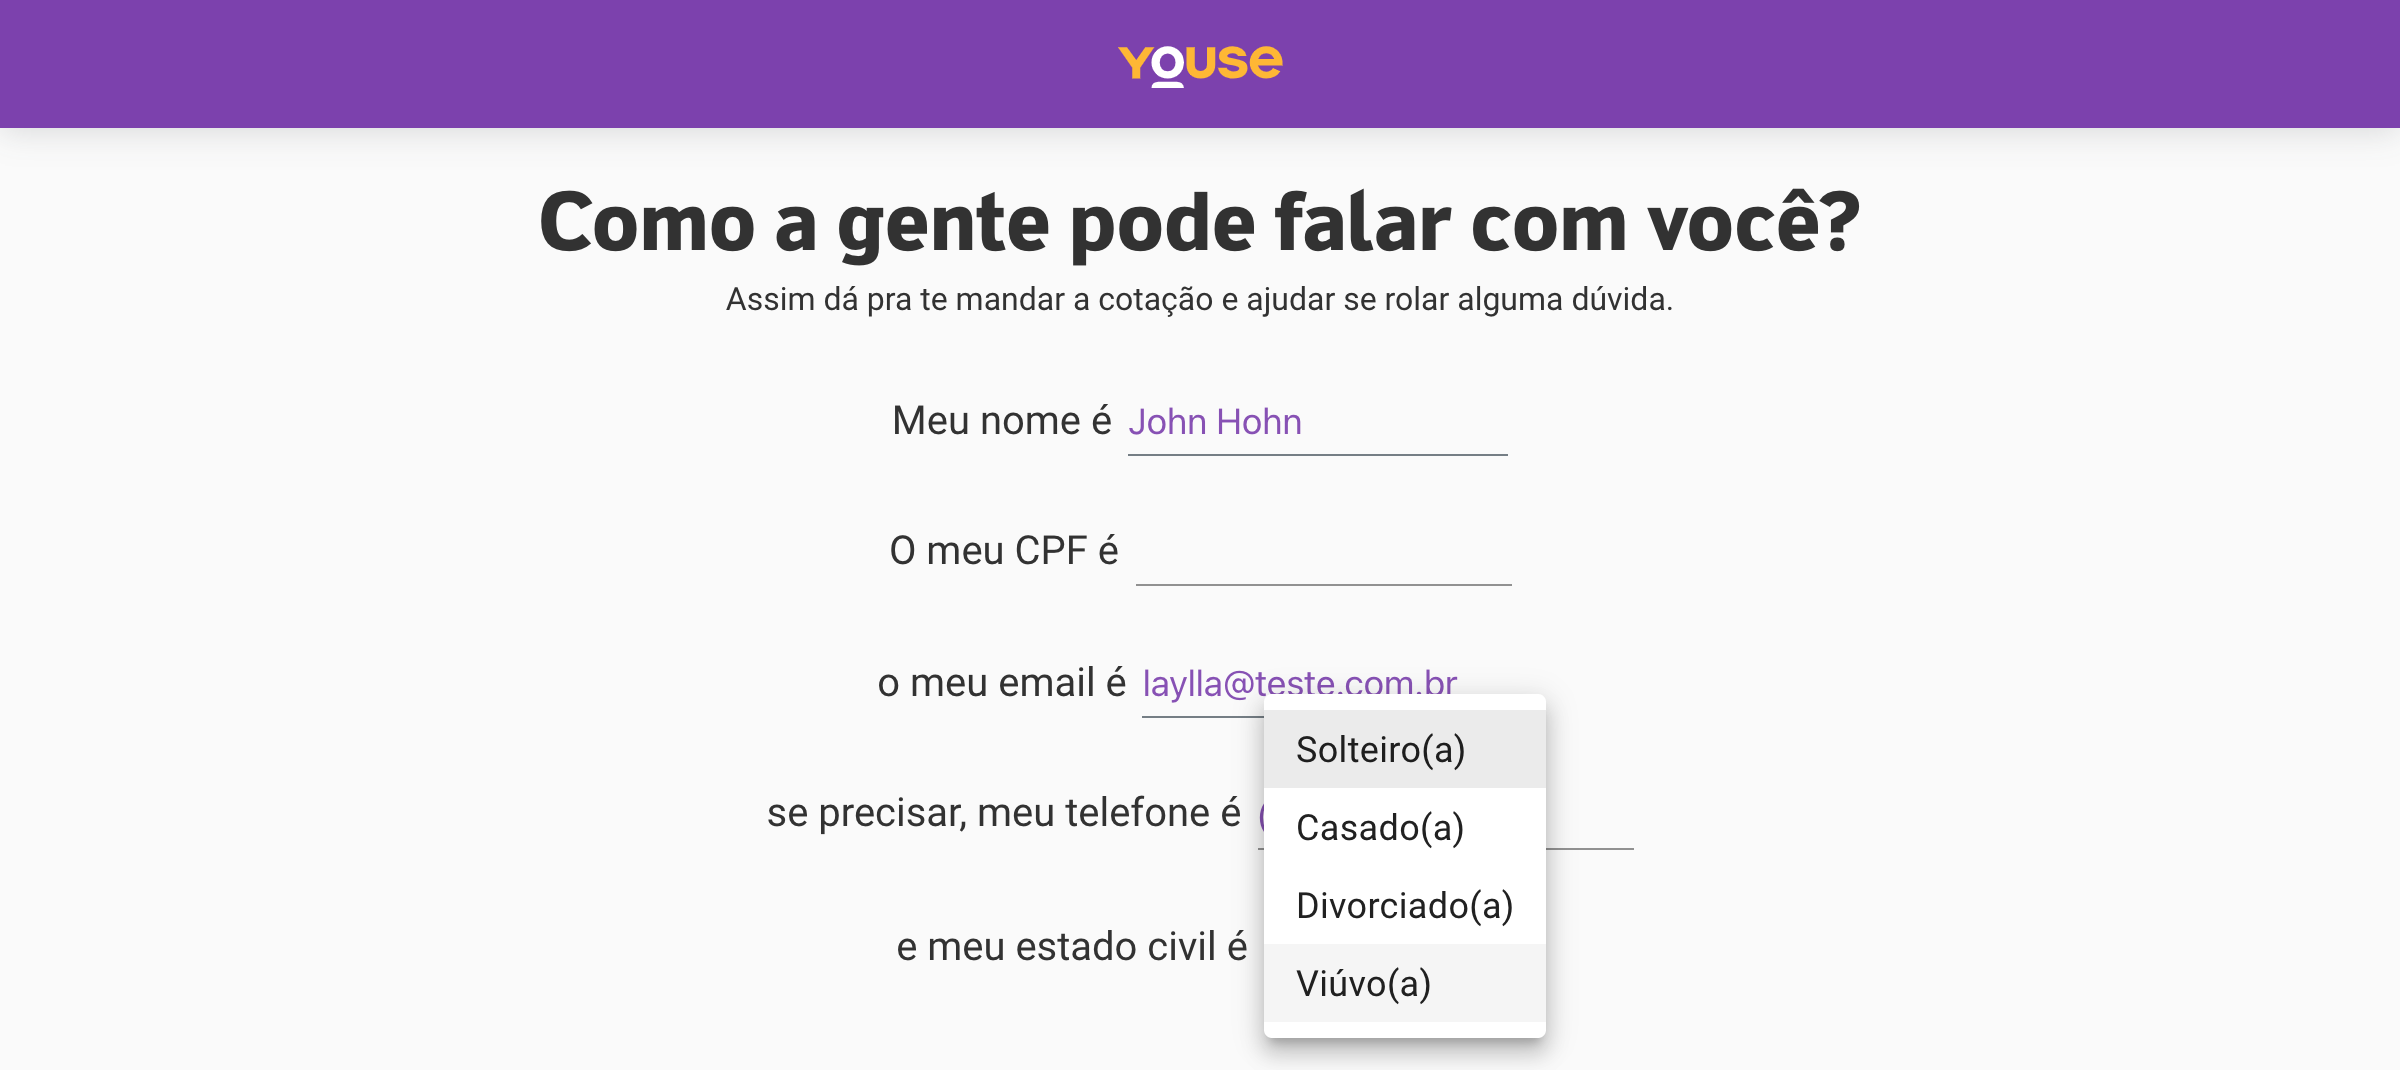 YOUSE
Como a gente pode falar com você?
Assim dá pra te mandar a cotação e ajudar se rolar alguma dúvida.
Meu nome é John Hohn
O meu CPF é
o meu email é laylla@teste.com.br
se precisar, meu telefone é (
e meu estado civil é
Solteiro(a)
Casado(a)
Divorciado(a)
Viúvo(a)